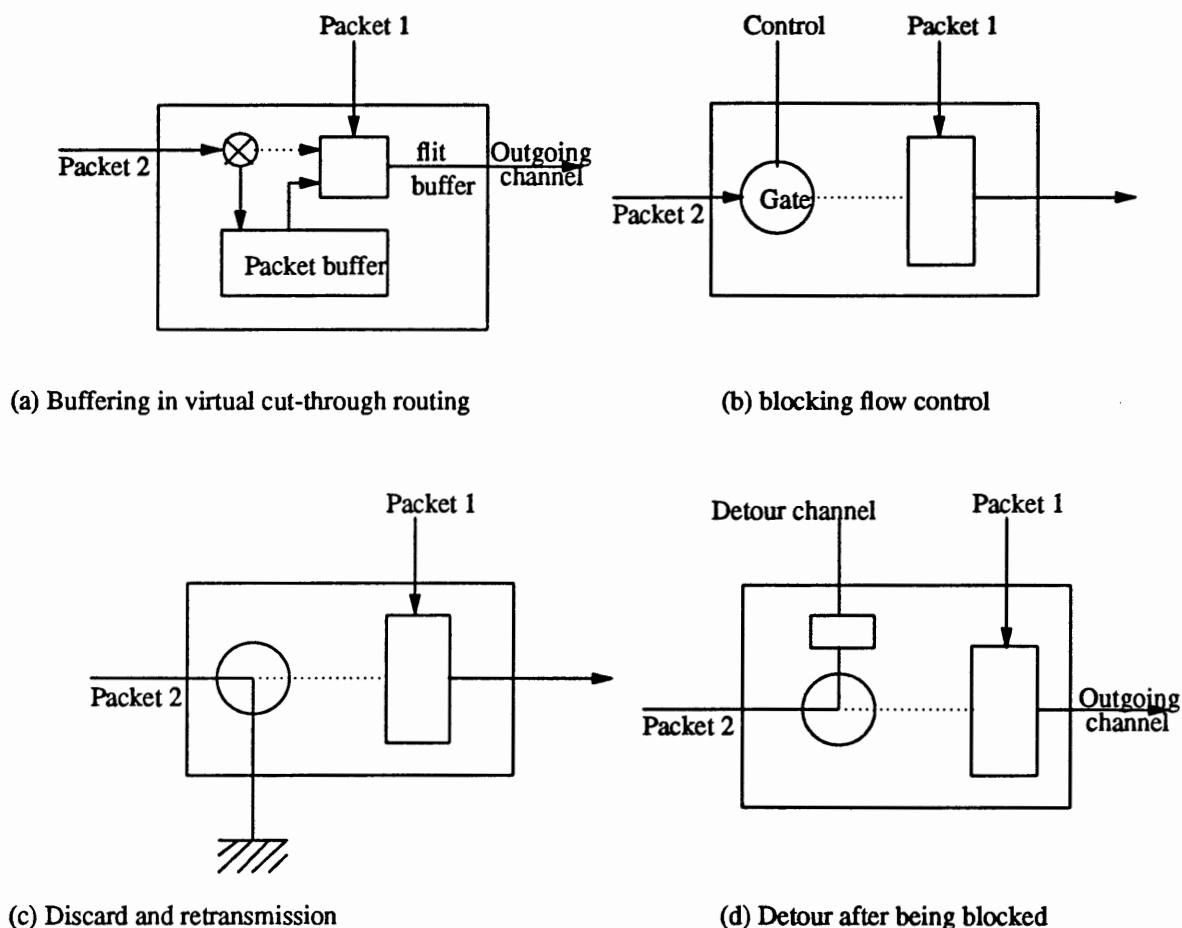 Packet 1
Packet 2
flit
buffer
Outgoing
channel
Packet buffer
(a) Buffering in virtual cut-through routing
Control
Packet 1
Gate
Packet 2
(b) blocking flow control
Packet 1
Packet 2
(c) Discard and retransmission
Detour channel
Packet 1
Packet 2
Outgoing
channel
(d) Detour after being blocked